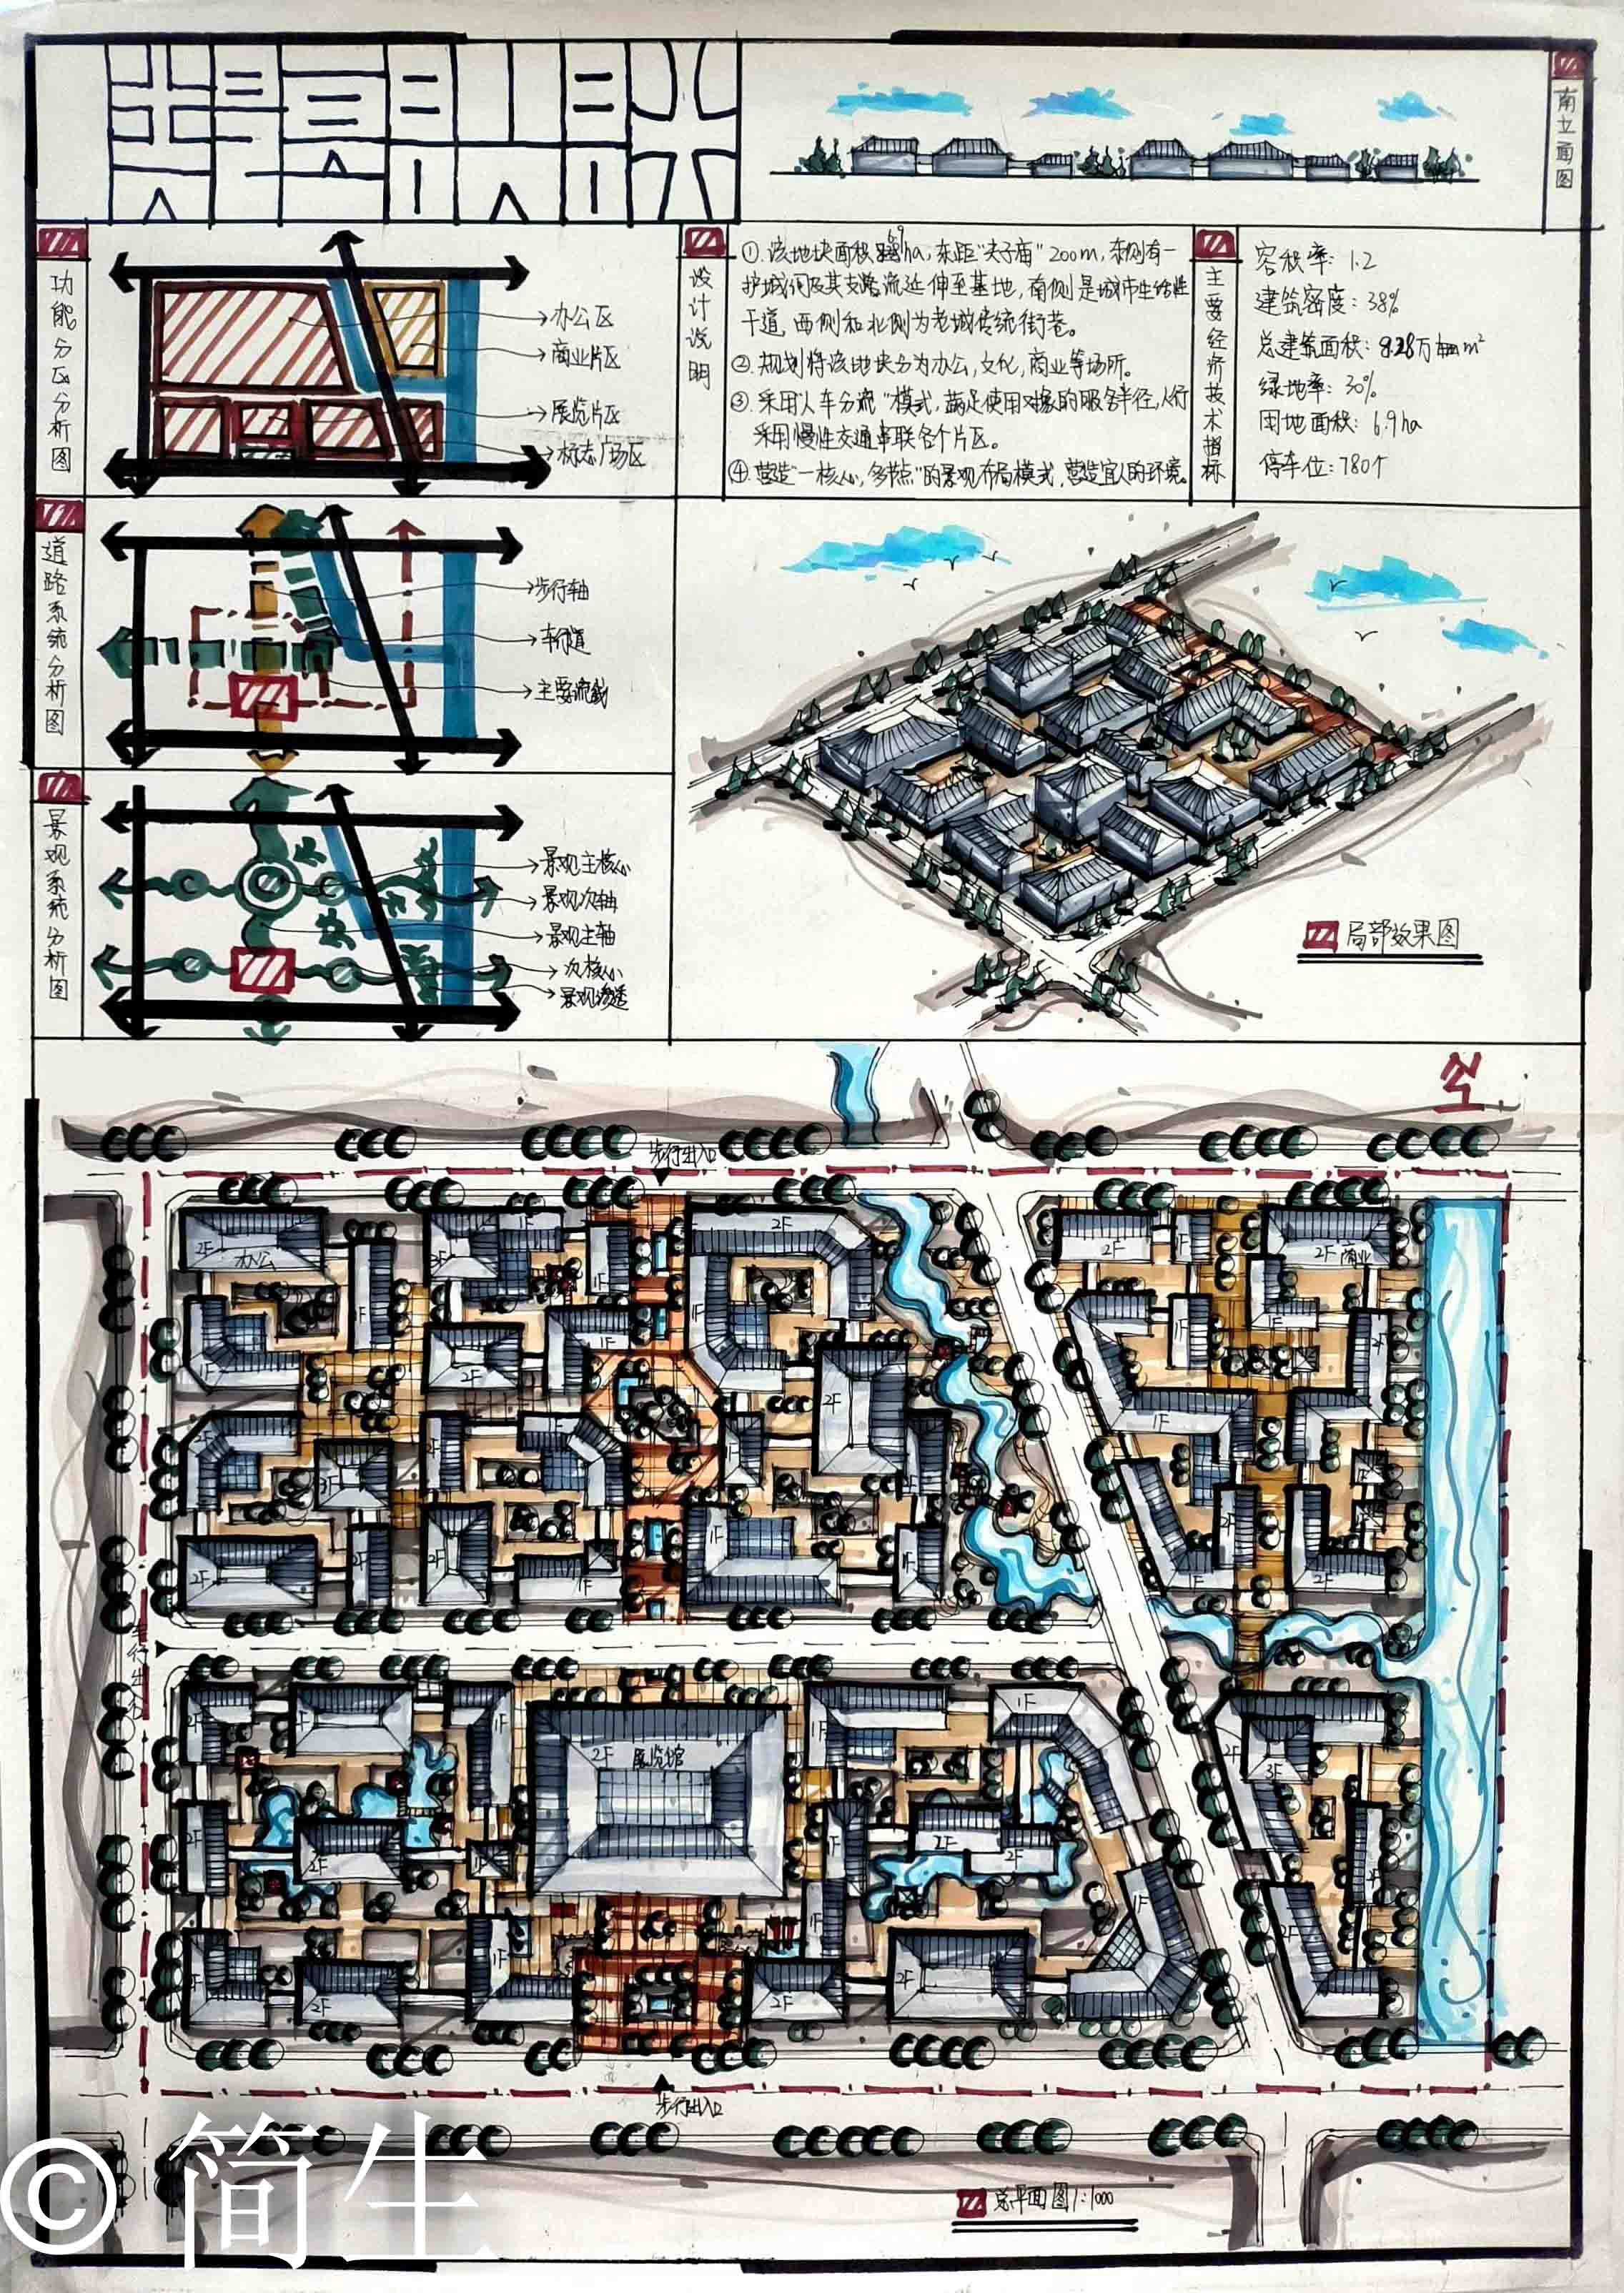 南立面图
功能分区分析图
办公区
商业片区
展览片区
标志广场区
设计说明
①.该地块面积6.9ha,东距"夫子庙"200m,东侧有一
护城河及其支流延伸至基地,南侧是城市生活性
干道,西侧和北侧为老城传统街巷。
②.规划将该地块分为办公,文化,商业等场所。
③.采用"人车分流"模式,满足使用对象的服务半径,人行
采用慢性交通串联各个片区。
④.营造"一核心,多节点"的景观布局模式,营造宜人的环境。
主要经济技术指标
容积率:1.2
建筑密度:38%
总建筑面积:8.28万m²
绿地率:30%
用地面积:6.9ha
停车位:780个
道路系统分析图
步行轴
车行道
主要流线
景观系统分析图
景观主核心
景观次轴
景观主轴
次核心
景观渗透
局部效果图
北
步行出入口
2F
办公
2F
商业
车行出入口
2F
展览馆
步行出入口
总平面图1:1000
© 简生